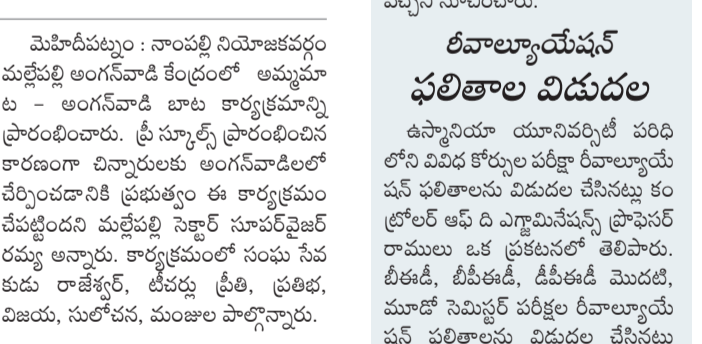 మెహిదీపట్నం : నాంపల్లి నియోజకవర్గం
మల్లేపల్లి అంగన్‌వాడి కేంద్రంలో అమ్మమా
ట – అంగన్‌వాడి బాట కార్యక్రమాన్ని
ప్రారంభించారు. ప్రీ స్కూల్స్ ప్రారంభించిన
కారణంగా చిన్నారులకు అంగన్‌వాడిలలో
చేర్పించడానికి ప్రభుత్వం ఈ కార్యక్రమం
చేపట్టిందని మల్లేపల్లి సెక్టార్ సూపర్‌వైజర్
రమ్య అన్నారు. కార్యక్రమంలో సంఘ సేవ
కుడు రాజేశ్వర్, టీచర్లు ప్రీతి, ప్రతిభ,
విజయ, సులోచన, మంజుల పాల్గొన్నారు.
రీవాల్యూయేషన్
ఫలితాల విడుదల
ఉస్మానియా యూనివర్సిటీ పరిధి
లోని వివిధ కోర్సుల పరీక్షా రీవాల్యూయే
షన్ ఫలితాలను విడుదల చేసినట్లు కం
ట్రోలర్ ఆఫ్ ది ఎగ్జామినేషన్స్ ప్రొఫెసర్
రాములు ఒక ప్రకటనలో తెలిపారు.
బీఈడీ, బీపీఈడీ, డీపీఈడీ మొదటి,
మూడో సెమిస్టర్ పరీక్షల రీవాల్యూయే
షన్ ఫలితాలను విడుదల చేసినట్లు